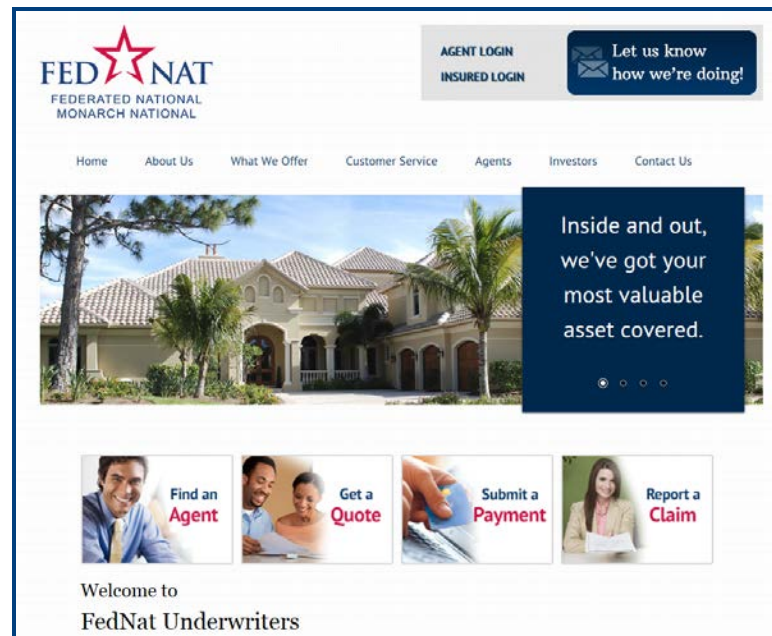 FED NAT
FEDERATED NATIONAL
MONARCH NATIONAL
AGENT LOGIN
INSURED LOGIN
Let us know
how we're doing!
Home About Us What We Offer Customer Service Agents Investors Contact Us
Inside and out,
we've got your
most valuable
asset covered.
Find an
Agent
Get a
Quote
Submit a
Payment
Report a
Claim
Welcome to
FedNat Underwriters